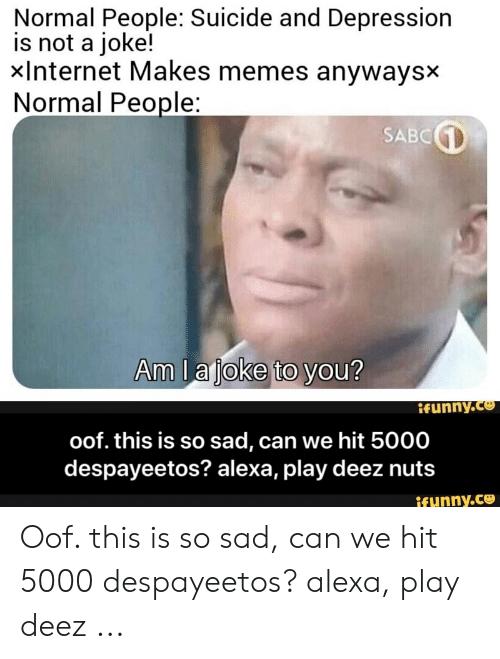 Normal People: Suicide and Depression
is not a joke!
×Internet Makes memes anyways×
Normal People:
SABC 1
Am I a joke to you?
ifunny.ce
oof. this is so sad, can we hit 5000
despayeetos? alexa, play deez nuts
ifunny.ce
Oof. this is so sad, can we hit
5000 despayeetos? alexa, play
deez ...